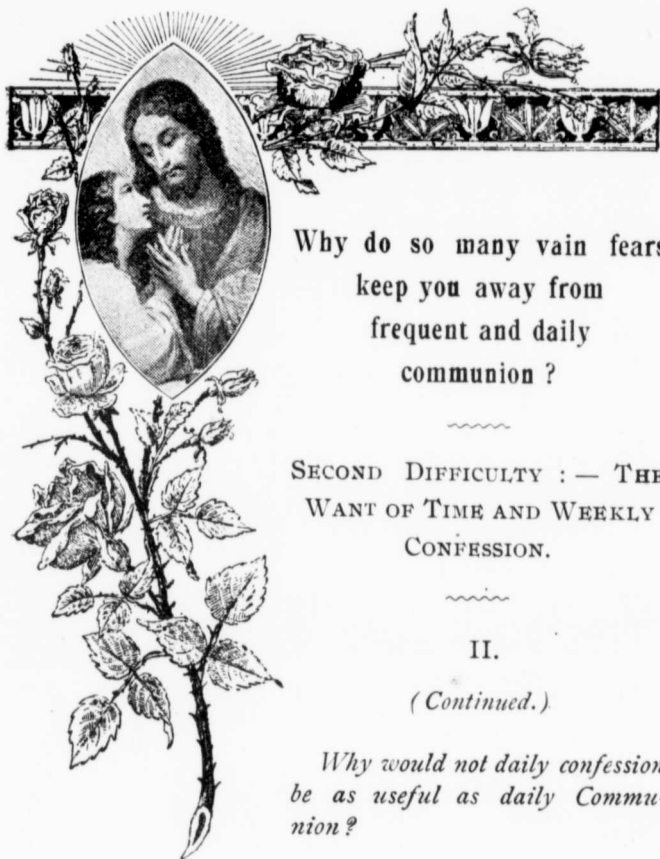 Why do so many vain fears
keep you away from
frequent and daily
communion ?
SECOND DIFFICULTY : — THE
WANT OF TIME AND WEEKLY
CONFESSION.
II.
(Continued.)
Why would not daily confession
be as useful as daily Commu-
nion ?